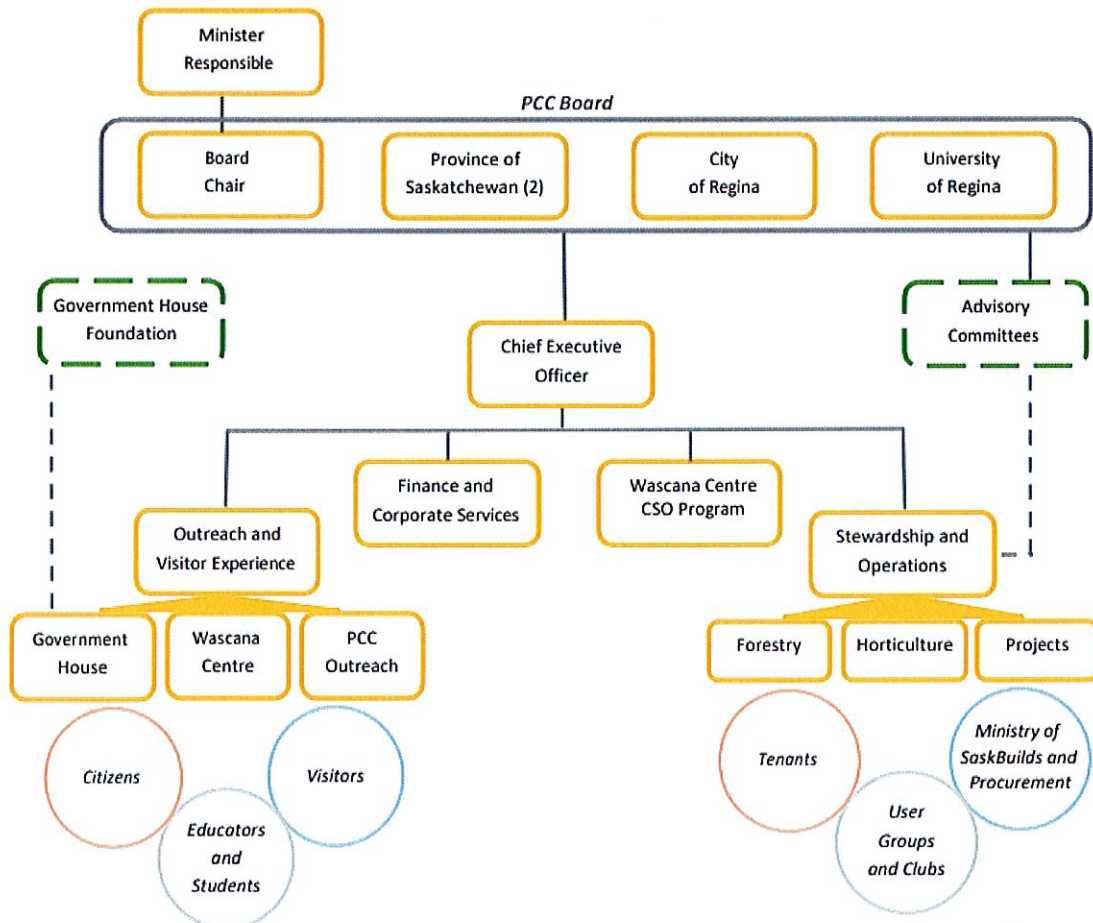 Minister
Responsible
PCC Board
Board
Chair
Province of
Saskatchewan (2)
City
of Regina
University
of Regina
Government House
Foundation
Advisory
Committees
Chief Executive
Officer
Finance and
Corporate Services
Wascana Centre
CSO Program
Outreach and
Visitor Experience
Stewardship and
Operations
Government
House
Wascana
Centre
PCC
Outreach
Forestry
Horticulture
Projects
Citizens
Visitors
Educators
and
Students
Tenants
Ministry of
SaskBuilds and
Procurement
User
Groups
and Clubs